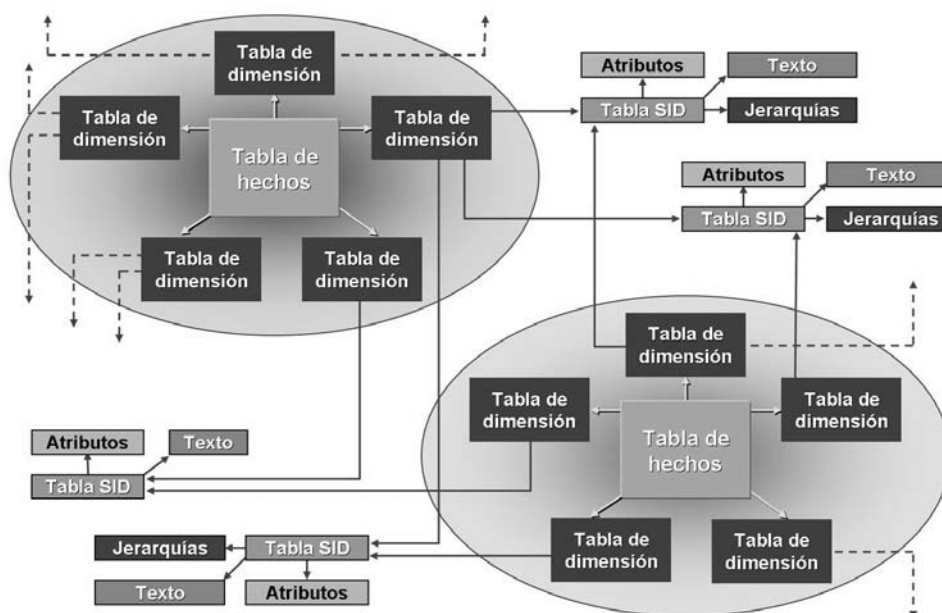 Tabla de
dimensión
Tabla de
dimensión
Tabla de
dimensión
Tabla de
hechos
Tabla de
dimensión
Tabla de
dimensión
Atributos
Texto
Tabla SID
Jerarquías
Atributos
Texto
Tabla SID
Jerarquías
Tabla de
dimensión
Tabla de
dimensión
Tabla de
dimensión
Tabla de
hechos
Tabla de
dimensión
Tabla de
dimensión
Atributos
Texto
Tabla SID
Jerarquías
Tabla SID
Texto
Atributos